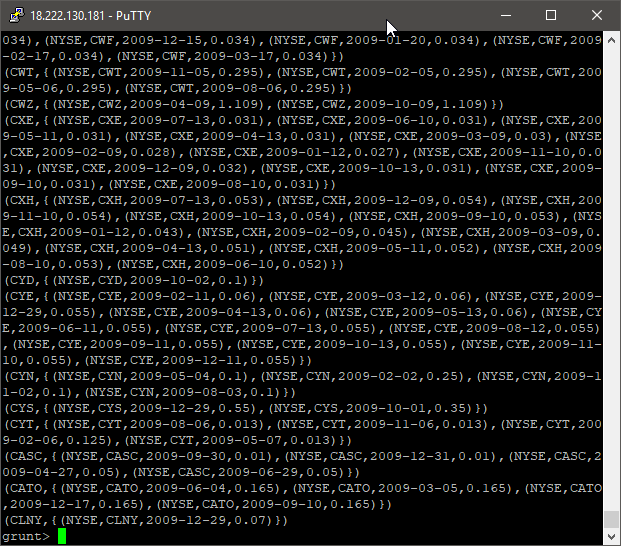 18.222.130.181 - PuTTY
034),(NYSE,CWF,2009-12-15,0.034),(NYSE,CWF,2009-01-20,0.034),(NYSE,CWF,2009
-02-17,0.034),(NYSE,CWF,2009-03-17,0.034)})
(CWT,{(NYSE,CWT,2009-11-05,0.295),(NYSE,CWT,2009-02-05,0.295),(NYSE,CWT,200
9-05-06,0.295),(NYSE,CWT,2009-08-06,0.295)})
(CWZ,{(NYSE,CWZ,2009-04-09,1.109),(NYSE,CWZ,2009-10-09,1.109)})
(CXE,{(NYSE,CXE,2009-07-13,0.031),(NYSE,CXE,2009-06-10,0.031),(NYSE,CXE,200
9-05-11,0.031),(NYSE,CXE,2009-04-13,0.031),(NYSE,CXE,2009-03-09,0.03),(NYSE
,CXE,2009-02-09,0.028),(NYSE,CXE,2009-01-12,0.027),(NYSE,CXE,2009-11-10,0.0
31),(NYSE,CXE,2009-12-09,0.032),(NYSE,CXE,2009-10-13,0.031),(NYSE,CXE,2009-
09-10,0.031),(NYSE,CXE,2009-08-10,0.031)})
(CXH,{(NYSE,CXH,2009-07-13,0.053),(NYSE,CXH,2009-12-09,0.054),(NYSE,CXH,200
9-11-10,0.054),(NYSE,CXH,2009-10-13,0.054),(NYSE,CXH,2009-09-10,0.053),(NYS
E,CXH,2009-01-12,0.043),(NYSE,CXH,2009-02-09,0.045),(NYSE,CXH,2009-03-09,0.
049),(NYSE,CXH,2009-04-13,0.051),(NYSE,CXH,2009-05-11,0.052),(NYSE,CXH,2009
-08-10,0.053),(NYSE,CXH,2009-06-10,0.052)})
(CYD,{(NYSE,CYD,2009-10-02,0.1)})
(CYE,{(NYSE,CYE,2009-02-11,0.06),(NYSE,CYE,2009-03-12,0.06),(NYSE,CYE,2009-
12-29,0.055),(NYSE,CYE,2009-04-13,0.06),(NYSE,CYE,2009-05-13,0.06),(NYSE,CY
E,2009-06-11,0.055),(NYSE,CYE,2009-07-13,0.055),(NYSE,CYE,2009-08-12,0.055)
,(NYSE,CYE,2009-09-11,0.055),(NYSE,CYE,2009-10-13,0.055),(NYSE,CYE,2009-11-
10,0.055),(NYSE,CYE,2009-12-11,0.055)})
(CYN,{(NYSE,CYN,2009-05-04,0.1),(NYSE,CYN,2009-02-02,0.25),(NYSE,CYN,2009-1
1-02,0.1),(NYSE,CYN,2009-08-03,0.1)})
(CYS,{(NYSE,CYS,2009-12-29,0.55),(NYSE,CYS,2009-10-01,0.35)})
(CYT,{(NYSE,CYT,2009-08-06,0.013),(NYSE,CYT,2009-11-06,0.013),(NYSE,CYT,200
9-02-06,0.125),(NYSE,CYT,2009-05-07,0.013)})
(CASC,{(NYSE,CASC,2009-09-30,0.01),(NYSE,CASC,2009-12-31,0.01),(NYSE,CASC,2
009-04-27,0.05),(NYSE,CASC,2009-06-29,0.05)})
(CATO,{(NYSE,CATO,2009-06-04,0.165),(NYSE,CATO,2009-03-05,0.165),(NYSE,CATO
,2009-12-17,0.165),(NYSE,CATO,2009-09-10,0.165)})
(CLNY,{(NYSE,CLNY,2009-12-29,0.07)})
grunt>